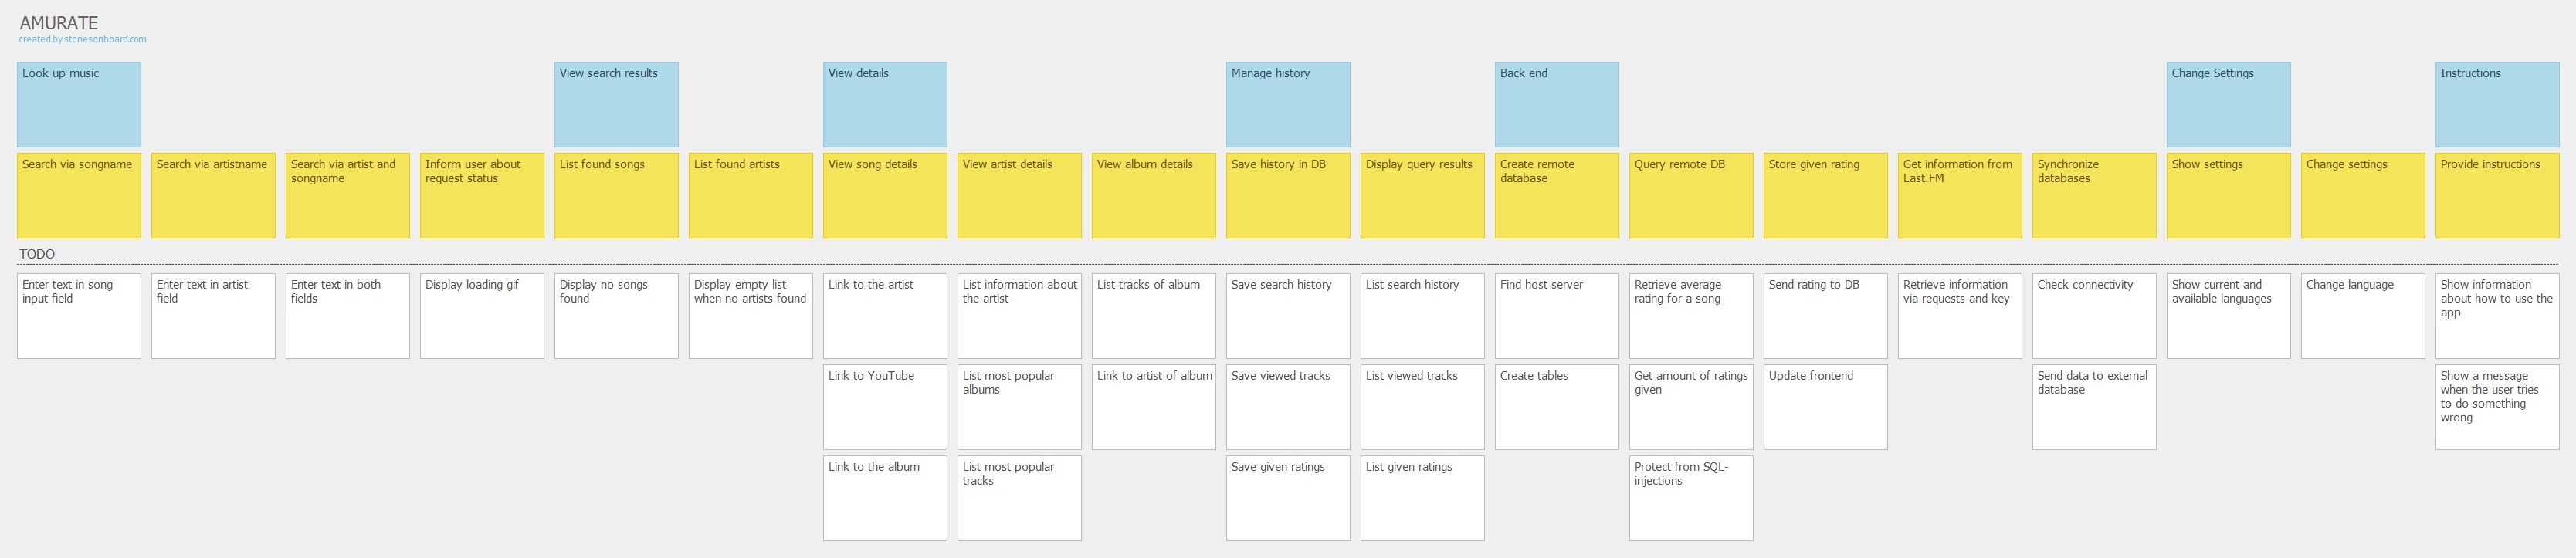 AMURATE
created by storiesonboard.com
Look up music
View search results
View details
Manage history
Back end
Change Settings
Instructions
Search via songname
Search via artistname
Search via artist and
songname
Inform user about
request status
List found songs
List found artists
View song details
View artist details
View album details
Save history in DB
Display query results
Create remote
database
Query remote DB
Store given rating
Get information from
Last.FM
Synchronize
databases
Show settings
Change settings
Provide instructions
TODO
Enter text in song
input field
Enter text in artist
field
Enter text in both
fields
Display loading gif
Display no songs
found
Display empty list
when no artists found
Link to the artist
List information about
the artist
List tracks of album
Save search history
List search history
Find host server
Retrieve average
rating for a song
Send rating to DB
Retrieve information
via requests and key
Check connectivity
Show current and
available languages
Change language
Show information
about how to use the
app
Link to YouTube
List most popular
albums
Link to artist of album
Save viewed tracks
List viewed tracks
Create tables
Get amount of ratings
given
Update frontend
Send data to external
database
Show a message
when the user tries
to do something
wrong
Link to the album
List most popular
tracks
Save given ratings
List given ratings
Protect from SQL-
injections